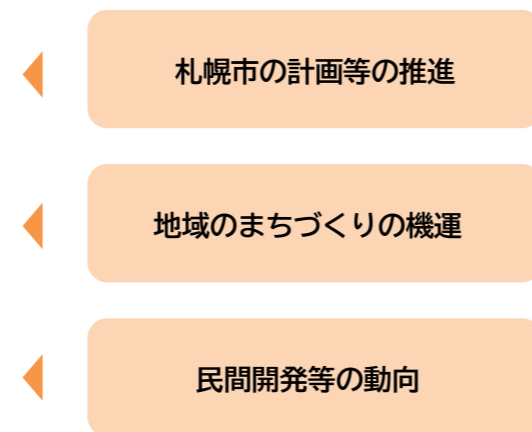 札幌市の計画等の推進
地域のまちづくりの機運
民間開発等の動向